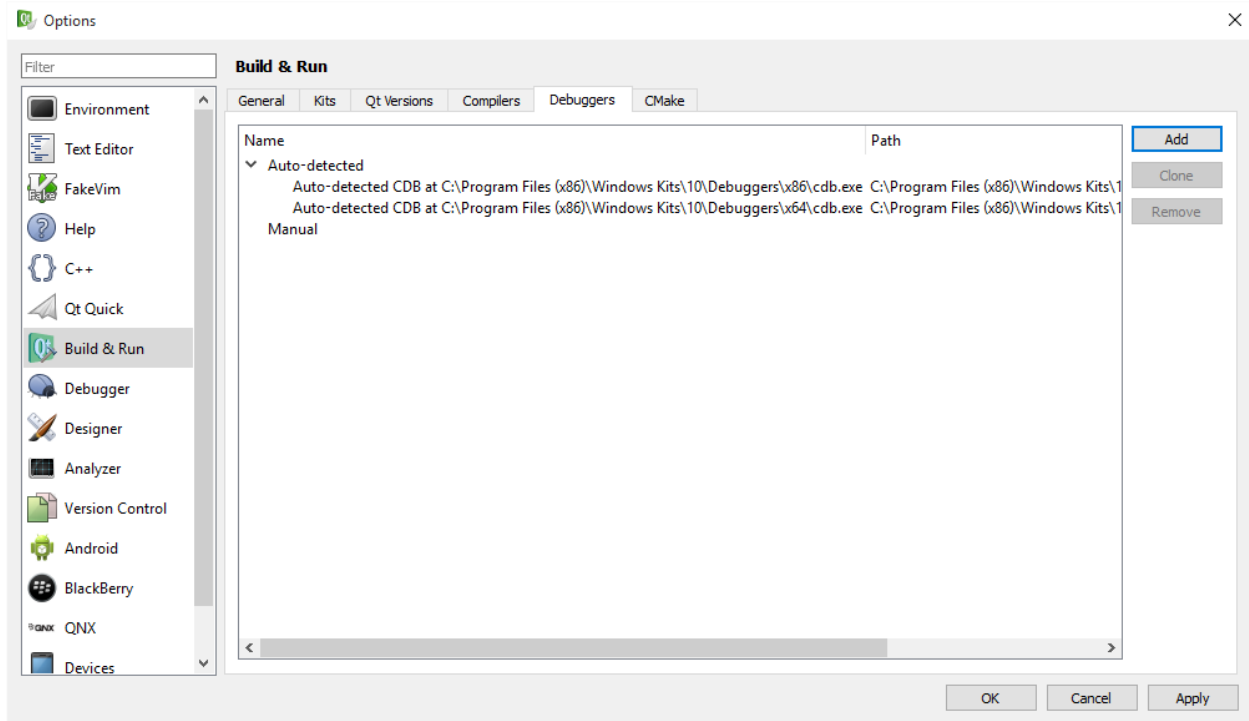 Options
Filter
Build & Run
Environment
Text Editor
FakeVim
Help
C++
Qt Quick
Build & Run
Debugger
Designer
Analyzer
Version Control
Android
BlackBerry
QNX QNX
Devices
General Kits Qt Versions Compilers Debuggers CMake
Name Path
Auto-detected
Auto-detected CDB at C:\Program Files (x86)\Windows Kits\10\Debuggers\x86\cdb.exe C:\Program Files (x86)\Windows Kits\1
Auto-detected CDB at C:\Program Files (x86)\Windows Kits\10\Debuggers\x64\cdb.exe C:\Program Files (x86)\Windows Kits\1
Manual
Add
Clone
Remove
OK Cancel Apply